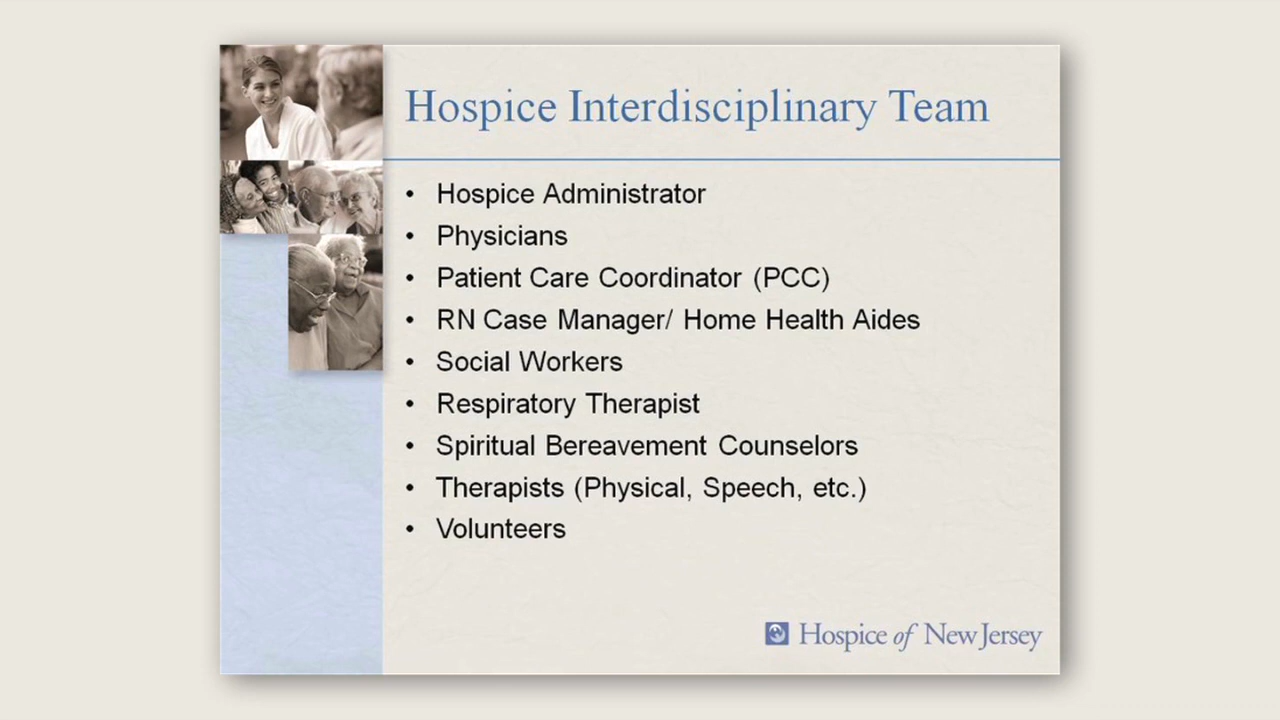 Hospice Interdisciplinary Team
• Hospice Administrator
• Physicians
• Patient Care Coordinator (PCC)
• RN Case Manager/ Home Health Aides
• Social Workers
• Respiratory Therapist
• Spiritual Bereavement Counselors
• Therapists (Physical, Speech, etc.)
• Volunteers
Hospice of New Jersey